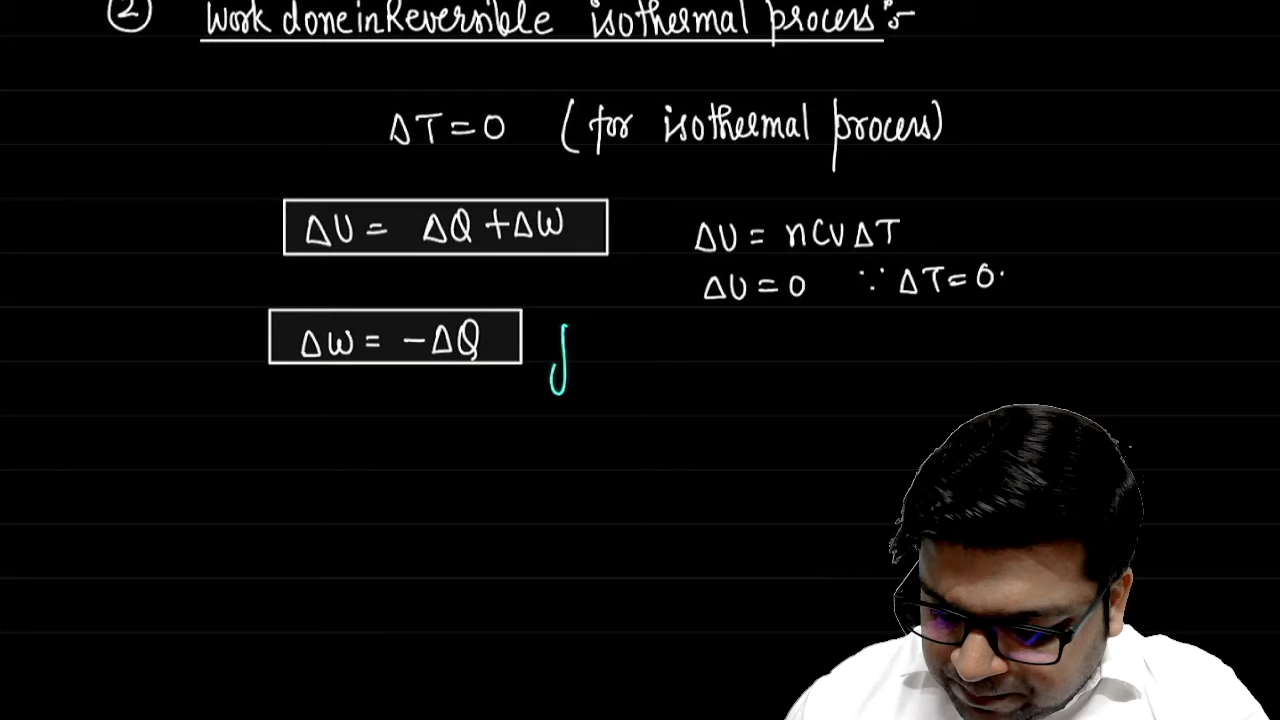 ② Work done in Reversible isothermal process :-
ΔT = 0 (for isothermal process)
ΔU = ΔQ + ΔW
ΔU = nCvΔT
ΔU = 0 ∵ ΔT = 0.
ΔW = -ΔQ